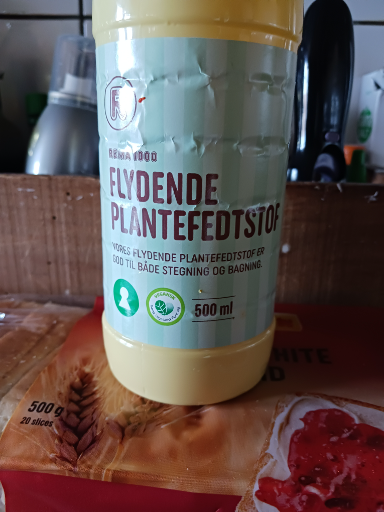 R
REMA 1000
FLYDENDE
PLANTEFEDTSTOF
VORES FLYDENDE PLANTEFEDTSTOF ER
GOD TIL BÅDE STEGNING OG BAGNING.
500 ml
500 g
20 slices